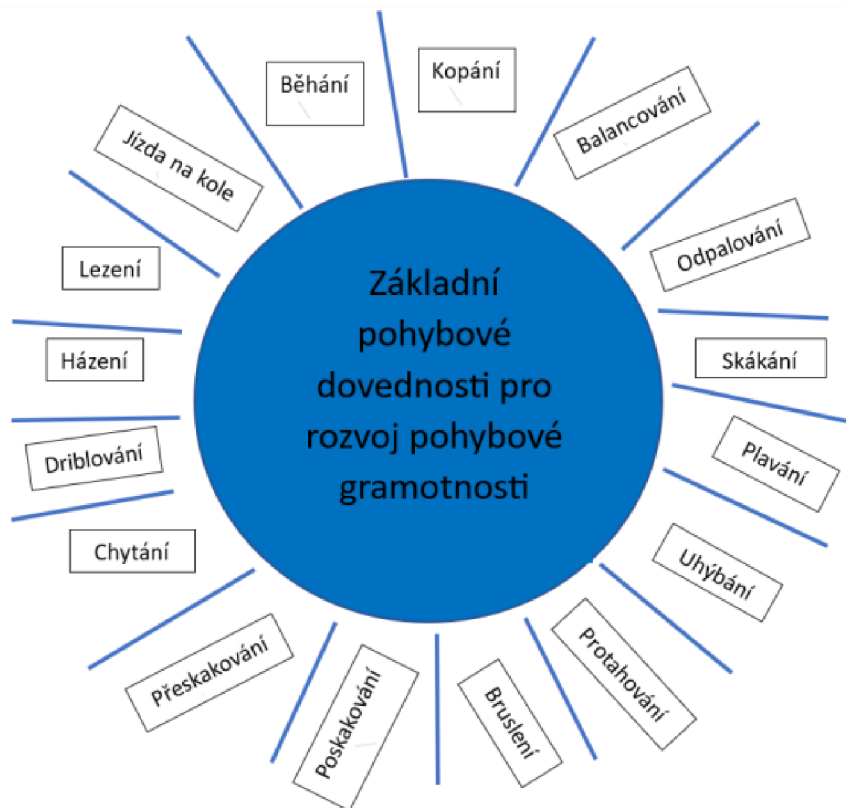 Běhání
Kopání
Balancování
Jízda na kole
Odpalování
Lezení
Základní
pohybové
dovednosti pro
rozvoj pohybové
gramotnosti
Házení
Skákání
Driblování
Plavání
Chytání
Uhýbání
Přeskakování
Protahování
Poskakování
Bruslení